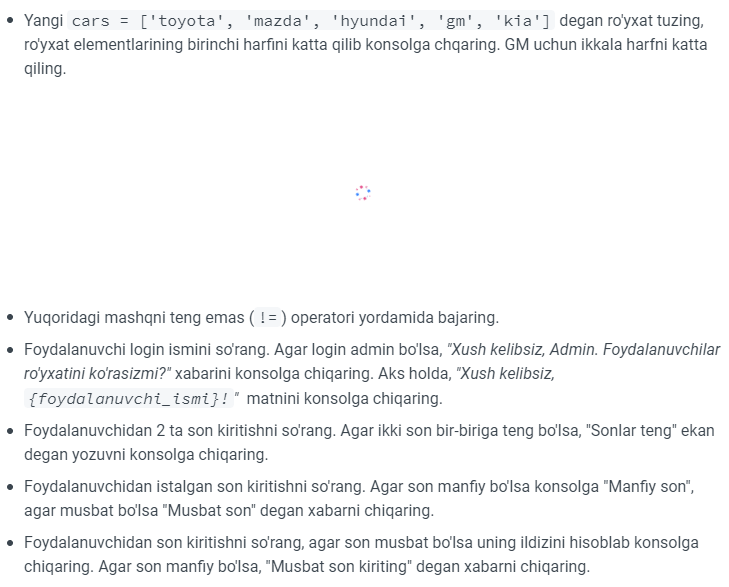 Yangi cars = ['toyota', 'mazda', 'hyundai', 'gm', 'kia'] degan ro'yxat tuzing,
ro'yxat elementlarining birinchi harfini katta qilib konsolga chqaring. GM uchun ikkala harfni katta
qiling.
Yuqoridagi mashqni teng emas ( != ) operatori yordamida bajaring.
Foydalanuvchi login ismini so'rang. Agar login admin bo'lsa, "Xush kelibsiz, Admin. Foydalanuvchilar
ro'yxatini ko'rasizmi?" xabarini konsolga chiqaring. Aks holda, "Xush kelibsiz,
{foydalanuvchi_ismi}! " matnini konsolga chiqaring.
Foydalanuvchidan 2 ta son kiritishni so'rang. Agar ikki son bir-biriga teng bo'lsa, "Sonlar teng" ekan
degan yozuvni konsolga chiqaring.
Foydalanuvchidan istalgan son kiritishni so'rang. Agar son manfiy bo'lsa konsolga "Manfiy son",
agar musbat bo'lsa "Musbat son" degan xabarni chiqaring.
Foydalanuvchidan son kiritishni so'rang, agar son musbat bo'lsa uning ildizini hisoblab konsolga
chiqaring. Agar son manfiy bo'lsa, "Musbat son kiriting" degan xabarni chiqaring.